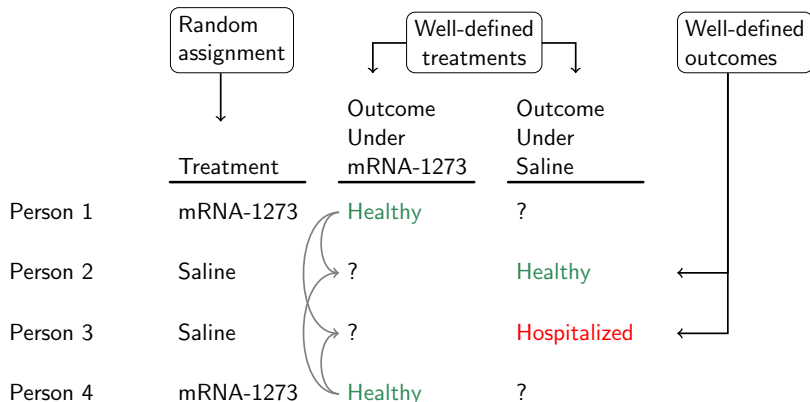 Random
assignment
Well-defined
treatments
Well-defined
outcomes
Treatment
Outcome
Under
mRNA-1273
Outcome
Under
Saline
Person 1 mRNA-1273 Healthy ?
Person 2 Saline ? Healthy
Person 3 Saline ? Hospitalized
Person 4 mRNA-1273 Healthy ?